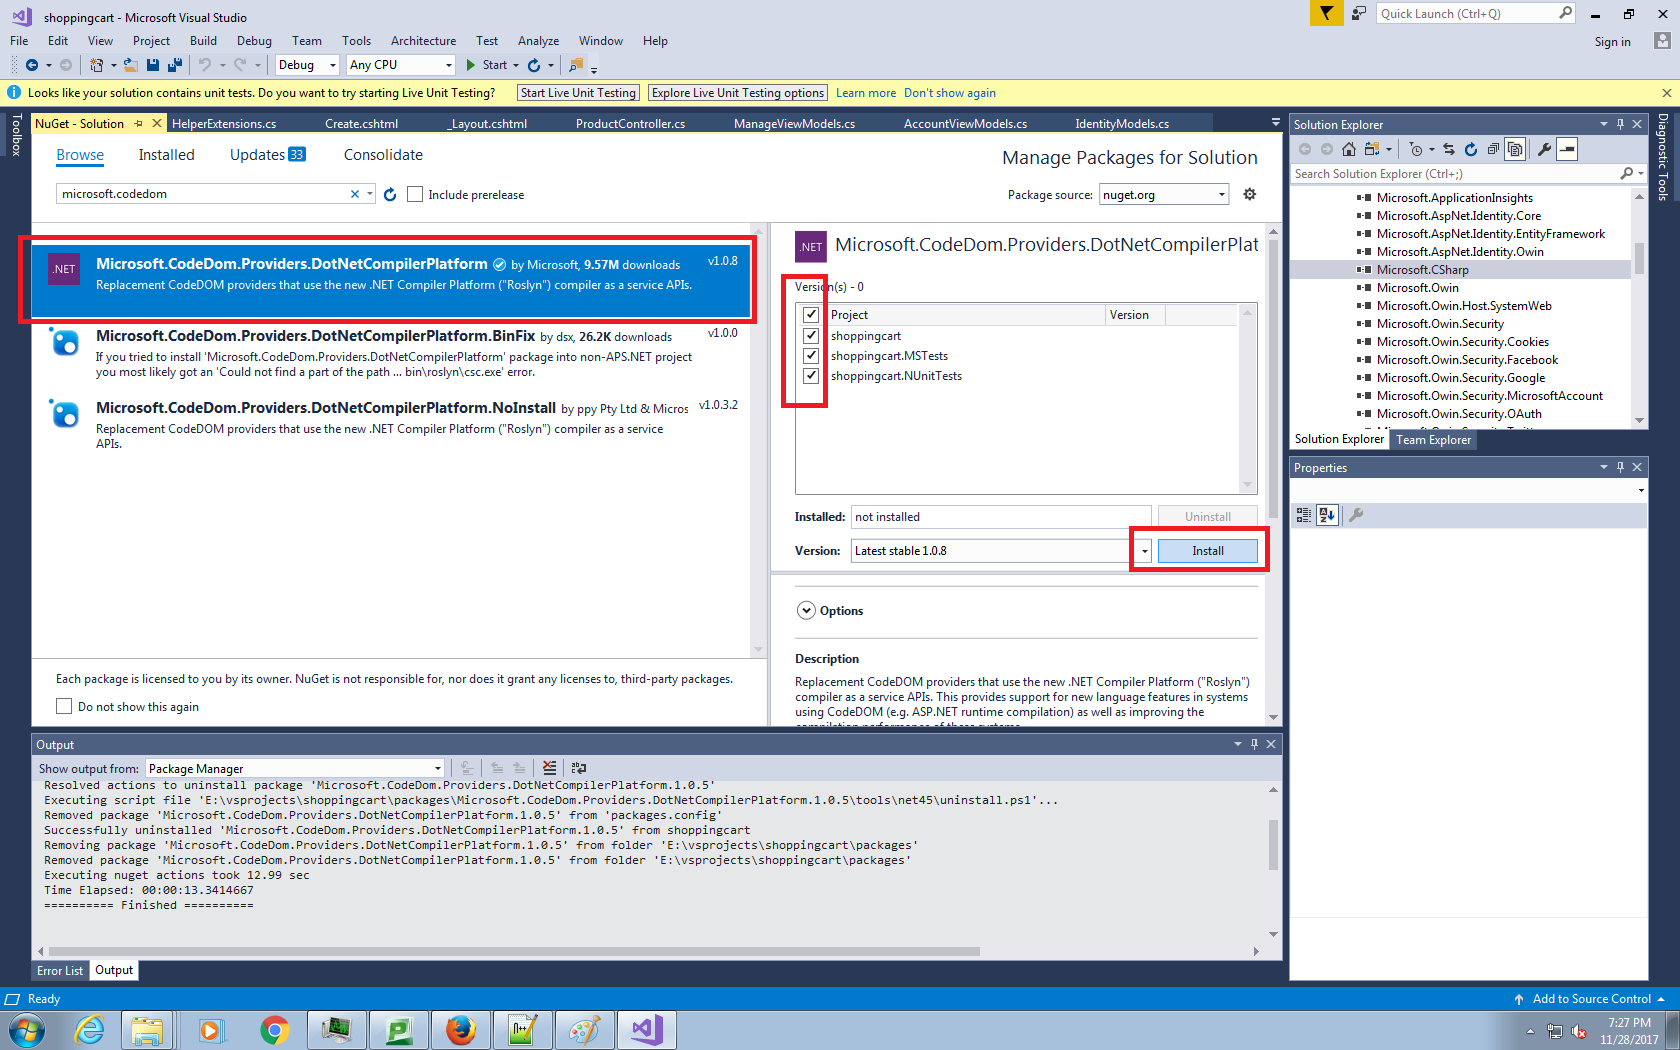 shoppingcart - Microsoft Visual Studio
Quick Launch (Ctrl+Q)
File Edit View Project Build Debug Team Tools Architecture Test Analyze Window Help
Sign in
Debug Any CPU Start
Looks like your solution contains unit tests. Do you want to try starting Live Unit Testing? Start Live Unit Testing Explore Live Unit Testing options Learn more Don't show again
Toolbox
NuGet - Solution HelperExtensions.cs Create.cshtml _Layout.cshtml ProductController.cs ManageViewModels.cs AccountViewModels.cs IdentityModels.cs
Browse Installed Updates 33 Consolidate
Manage Packages for Solution
microsoft.codedom
Include prerelease
Package source: nuget.org
.NET
Microsoft.CodeDom.Providers.DotNetCompilerPlatform by Microsoft, 9.57M downloads v1.0.8
Replacement CodeDOM providers that use the new .NET Compiler Platform ("Roslyn") compiler as a service APIs.
Microsoft.CodeDom.Providers.DotNetCompilerPlatform.BinFix by dsx, 26.2K downloads v1.0.0
If you tried to install 'Microsoft.CodeDom.Providers.DotNetCompilerPlatform' package into non-APS.NET project
you most likely got an 'Could not find a part of the path ... bin\roslyn\csc.exe' error.
Microsoft.CodeDom.Providers.DotNetCompilerPlatform.NoInstall by ppy Pty Ltd & Micros v1.0.3.2
Replacement CodeDOM providers that use the new .NET Compiler Platform ("Roslyn") compiler as a service
APIs.
Each package is licensed to you by its owner. NuGet is not responsible for, nor does it grant any licenses to, third-party packages.
Do not show this again
.NET
Microsoft.CodeDom.Providers.DotNetCompilerPlat
Version(s) - 0
Project Version
shoppingcart
shoppingcart.MSTests
shoppingcart.NUnitTests
Installed: not installed Uninstall
Version: Latest stable 1.0.8 Install
Options
Description
Replacement CodeDOM providers that use the new .NET Compiler Platform ("Roslyn")
compiler as a service APIs. This provides support for new language features in systems
using CodeDOM (e.g. ASP.NET runtime compilation) as well as improving the
compilation performance of these systems.
Solution Explorer
Search Solution Explorer (Ctrl+;)
Microsoft.ApplicationInsights
Microsoft.AspNet.Identity.Core
Microsoft.AspNet.Identity.EntityFramework
Microsoft.AspNet.Identity.Owin
Microsoft.CSharp
Microsoft.Owin
Microsoft.Owin.Host.SystemWeb
Microsoft.Owin.Security
Microsoft.Owin.Security.Cookies
Microsoft.Owin.Security.Facebook
Microsoft.Owin.Security.Google
Microsoft.Owin.Security.MicrosoftAccount
Microsoft.Owin.Security.OAuth
Solution Explorer Team Explorer
Diagnostic Tools
Properties
Output
Show output from: Package Manager
Resolved actions to uninstall package 'Microsoft.CodeDom.Providers.DotNetCompilerPlatform.1.0.5'
Executing script file 'E:\vsprojects\shoppingcart\packages\Microsoft.CodeDom.Providers.DotNetCompilerPlatform.1.0.5\tools\net45\uninstall.ps1'...
Removed package 'Microsoft.CodeDom.Providers.DotNetCompilerPlatform.1.0.5' from 'packages.config'
Successfully uninstalled 'Microsoft.CodeDom.Providers.DotNetCompilerPlatform.1.0.5' from shoppingcart
Removing package 'Microsoft.CodeDom.Providers.DotNetCompilerPlatform.1.0.5' from folder 'E:\vsprojects\shoppingcart\packages'
Removed package 'Microsoft.CodeDom.Providers.DotNetCompilerPlatform.1.0.5' from folder 'E:\vsprojects\shoppingcart\packages'
Executing nuget actions took 12.99 sec
Time Elapsed: 00:00:13.3414667
========== Finished ==========
Error List Output
Ready
Add to Source Control
7:27 PM
11/28/2017